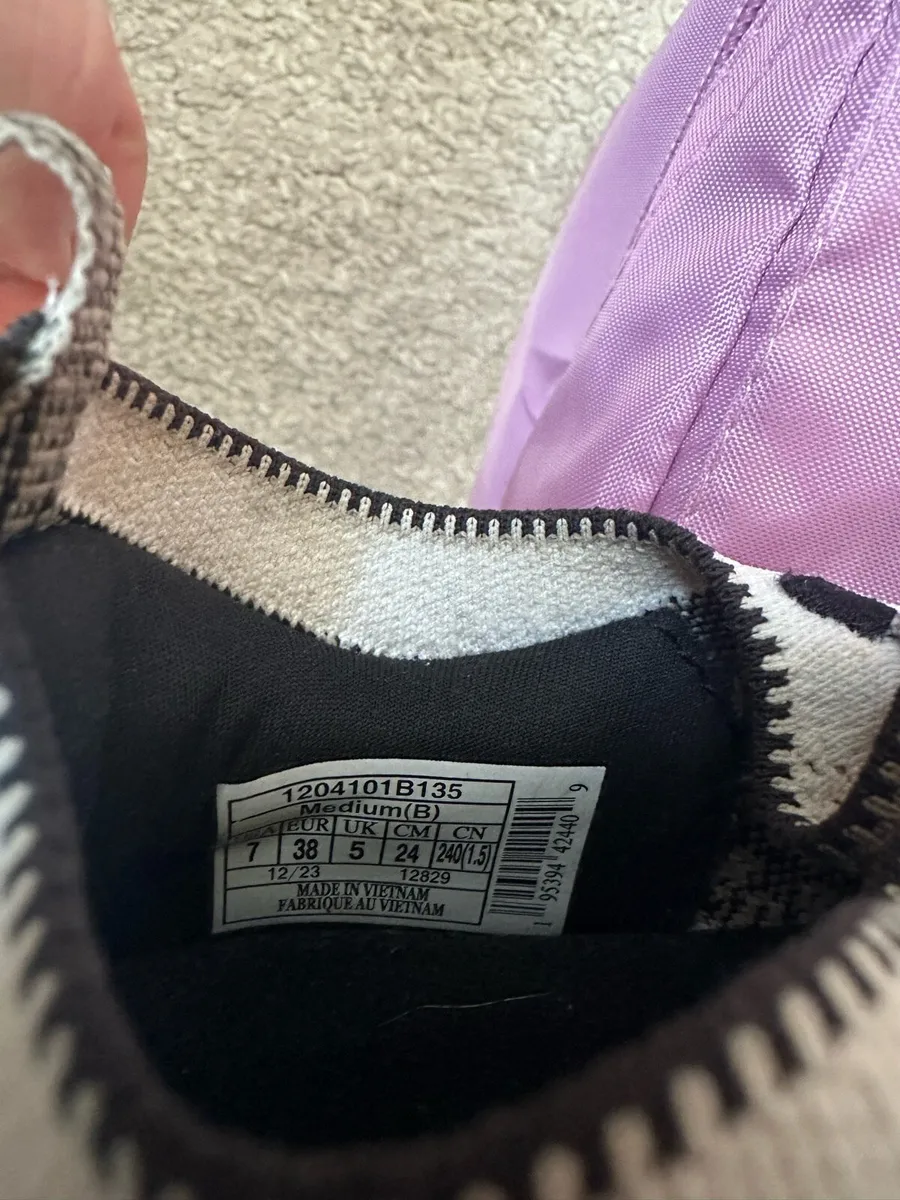 1204101B135
Medium(B)
EUR UK CM CN
7 38 5 24 240(1.5)
12/23 12829
MADE IN VIETNAM
FABRIQUE AU VIETNAM
1 95394 42440 9